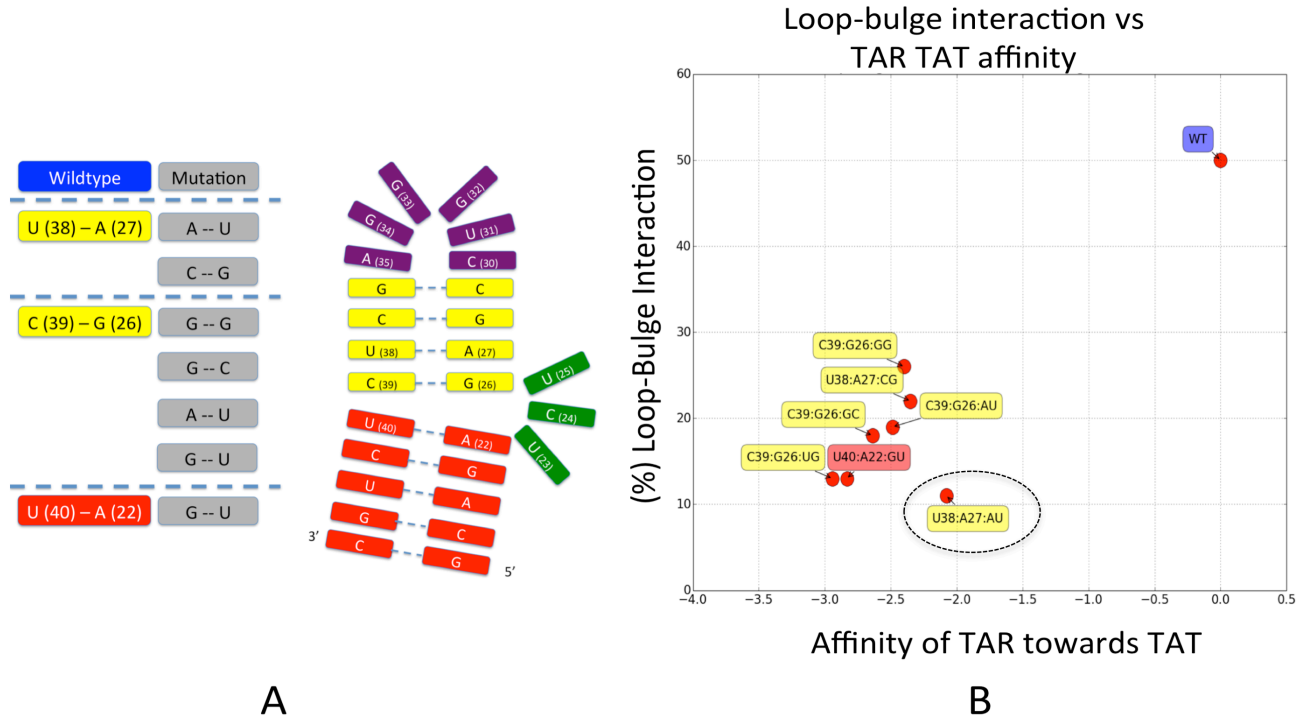 Wildtype Mutation
U (38) – A (27) A -- U
C -- G
C (39) – G (26) G -- G
G -- C
A -- U
G -- U
U (40) – A (22) G -- U
G (33) G (32)
G (34) U (31)
A (35) C (30)
G C
C G
U (38) A (27)
C (39) G (26)
U (25)
C (24)
U (23)
U (40) A (22)
C G
U A
G C
C G
3’
5’
A
Loop-bulge interaction vs
TAR TAT affinity
(%) Loop-Bulge Interaction
60
50
40
30
20
10
0
WT
C39:G26:GG
U38:A27:CG
C39:G26:AU
C39:G26:GC
C39:G26:UG
U40:A22:GU
U38:A27:AU
−4.0 −3.5 −3.0 −2.5 −2.0 −1.5 −1.0 −0.5 0.0 0.5
Affinity of TAR towards TAT
B